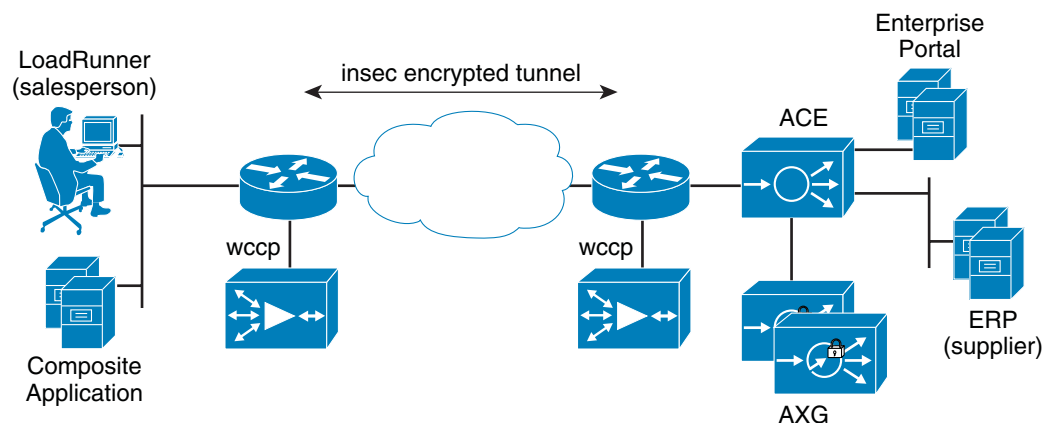 LoadRunner
(salesperson)
insec encrypted tunnel
Enterprise
Portal
ACE
wccp
wccp
Composite
Application
AXG
ERP
(supplier)